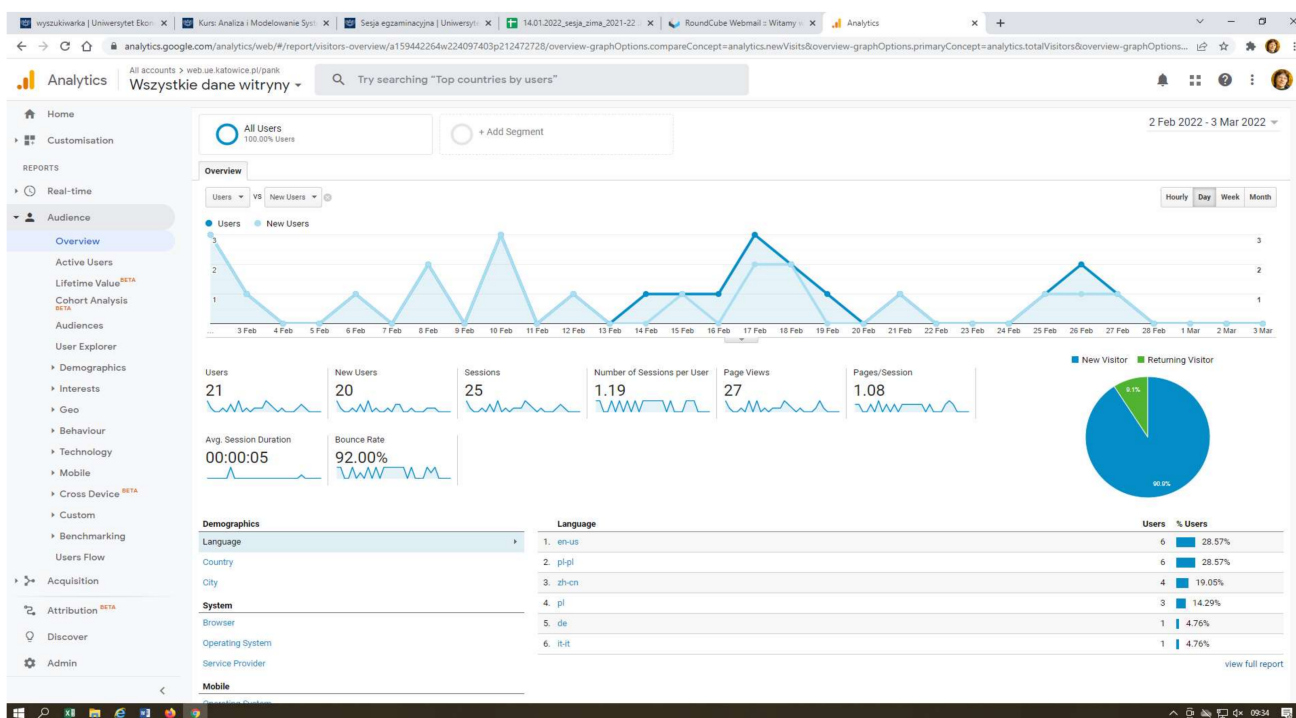 wyszukiwarka | Uniwersytet Ekon
Kurs: Analiza i Modelowanie Syst
Sesja egzaminacyjna | Uniwersyte
14.01.2022_sesja_zima_2021-22
RoundCube Webmail :: Witamy w
Analytics
analytics.google.com/analytics/web/#/report/visitors-overview/a159442264w224097403p212472728/overview-graphOptions.compareConcept=analytics.newVisits&overview-graphOptions.primaryConcept=analytics.totalVisitors&overview-graphOptions...
Analytics
All accounts > web.ue.katowice.pl/pank
Wszystkie dane witryny
Try searching "Top countries by users"
Home
Customisation
REPORTS
Real-time
Audience
Overview
Active Users
Lifetime Value BETA
Cohort Analysis
BETA
Audiences
User Explorer
Demographics
Interests
Geo
Behaviour
Technology
Mobile
Cross Device BETA
Custom
Benchmarking
Users Flow
Acquisition
Attribution BETA
Discover
Admin
All Users
100.00% Users
+ Add Segment
2 Feb 2022 - 3 Mar 2022
Overview
Users VS New Users
Hourly Day Week Month
Users New Users
3 3
2 2
1 1
... 3 Feb 4 Feb 5 Feb 6 Feb 7 Feb 8 Feb 9 Feb 10 Feb 11 Feb 12 Feb 13 Feb 14 Feb 15 Feb 16 Feb 17 Feb 18 Feb 19 Feb 20 Feb 21 Feb 22 Feb 23 Feb 24 Feb 25 Feb 26 Feb 27 Feb 28 Feb 1 Mar 2 Mar 3 Mar
Users
21
New Users
20
Sessions
25
Number of Sessions per User
1.19
Page Views
27
Pages/Session
1.08
Avg. Session Duration
00:00:05
Bounce Rate
92.00%
New Visitor Returning Visitor
9.1%
90.9%
Demographics
Language
Country
City
System
Browser
Operating System
Service Provider
Mobile
Operating System
Language Users % Users
1. en-us 6 28.57%
2. pl-pl 6 28.57%
3. zh-cn 4 19.05%
4. pl 3 14.29%
5. de 1 4.76%
6. it-it 1 4.76%
view full report
09:34